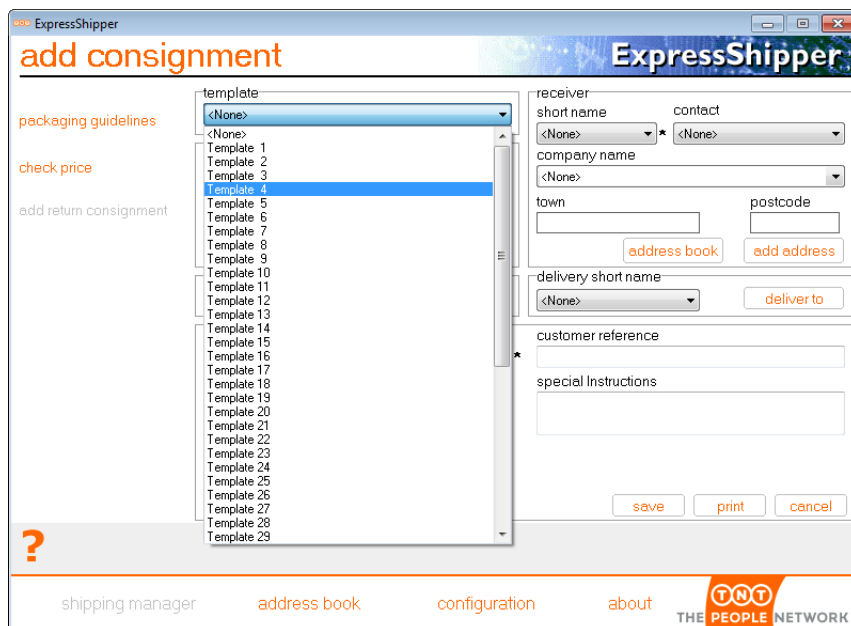 ExpressShipper
add consignment
ExpressShipper
packaging guidelines
check price
add return consignment
template
<None>
<None>
Template 1
Template 2
Template 3
Template 4
Template 5
Template 6
Template 7
Template 8
Template 9
Template 10
Template 11
Template 12
Template 13
Template 14
Template 15
Template 16
Template 17
Template 18
Template 19
Template 20
Template 21
Template 22
Template 23
Template 24
Template 25
Template 26
Template 27
Template 28
Template 29
receiver
short name contact
<None> * <None>
company name
<None>
town postcode
address book add address
delivery short name
<None> deliver to
* customer reference
special Instructions
save print cancel
?
shipping manager address book configuration about
TNT
THE PEOPLE NETWORK